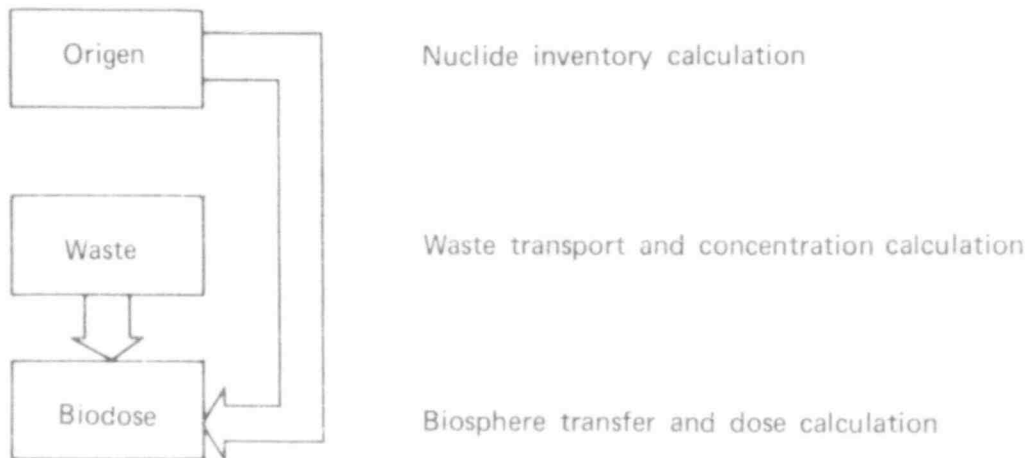 Origen
Nuclide inventory calculation
Waste
Waste transport and concentration calculation
Biodose
Biosphere transfer and dose calculation